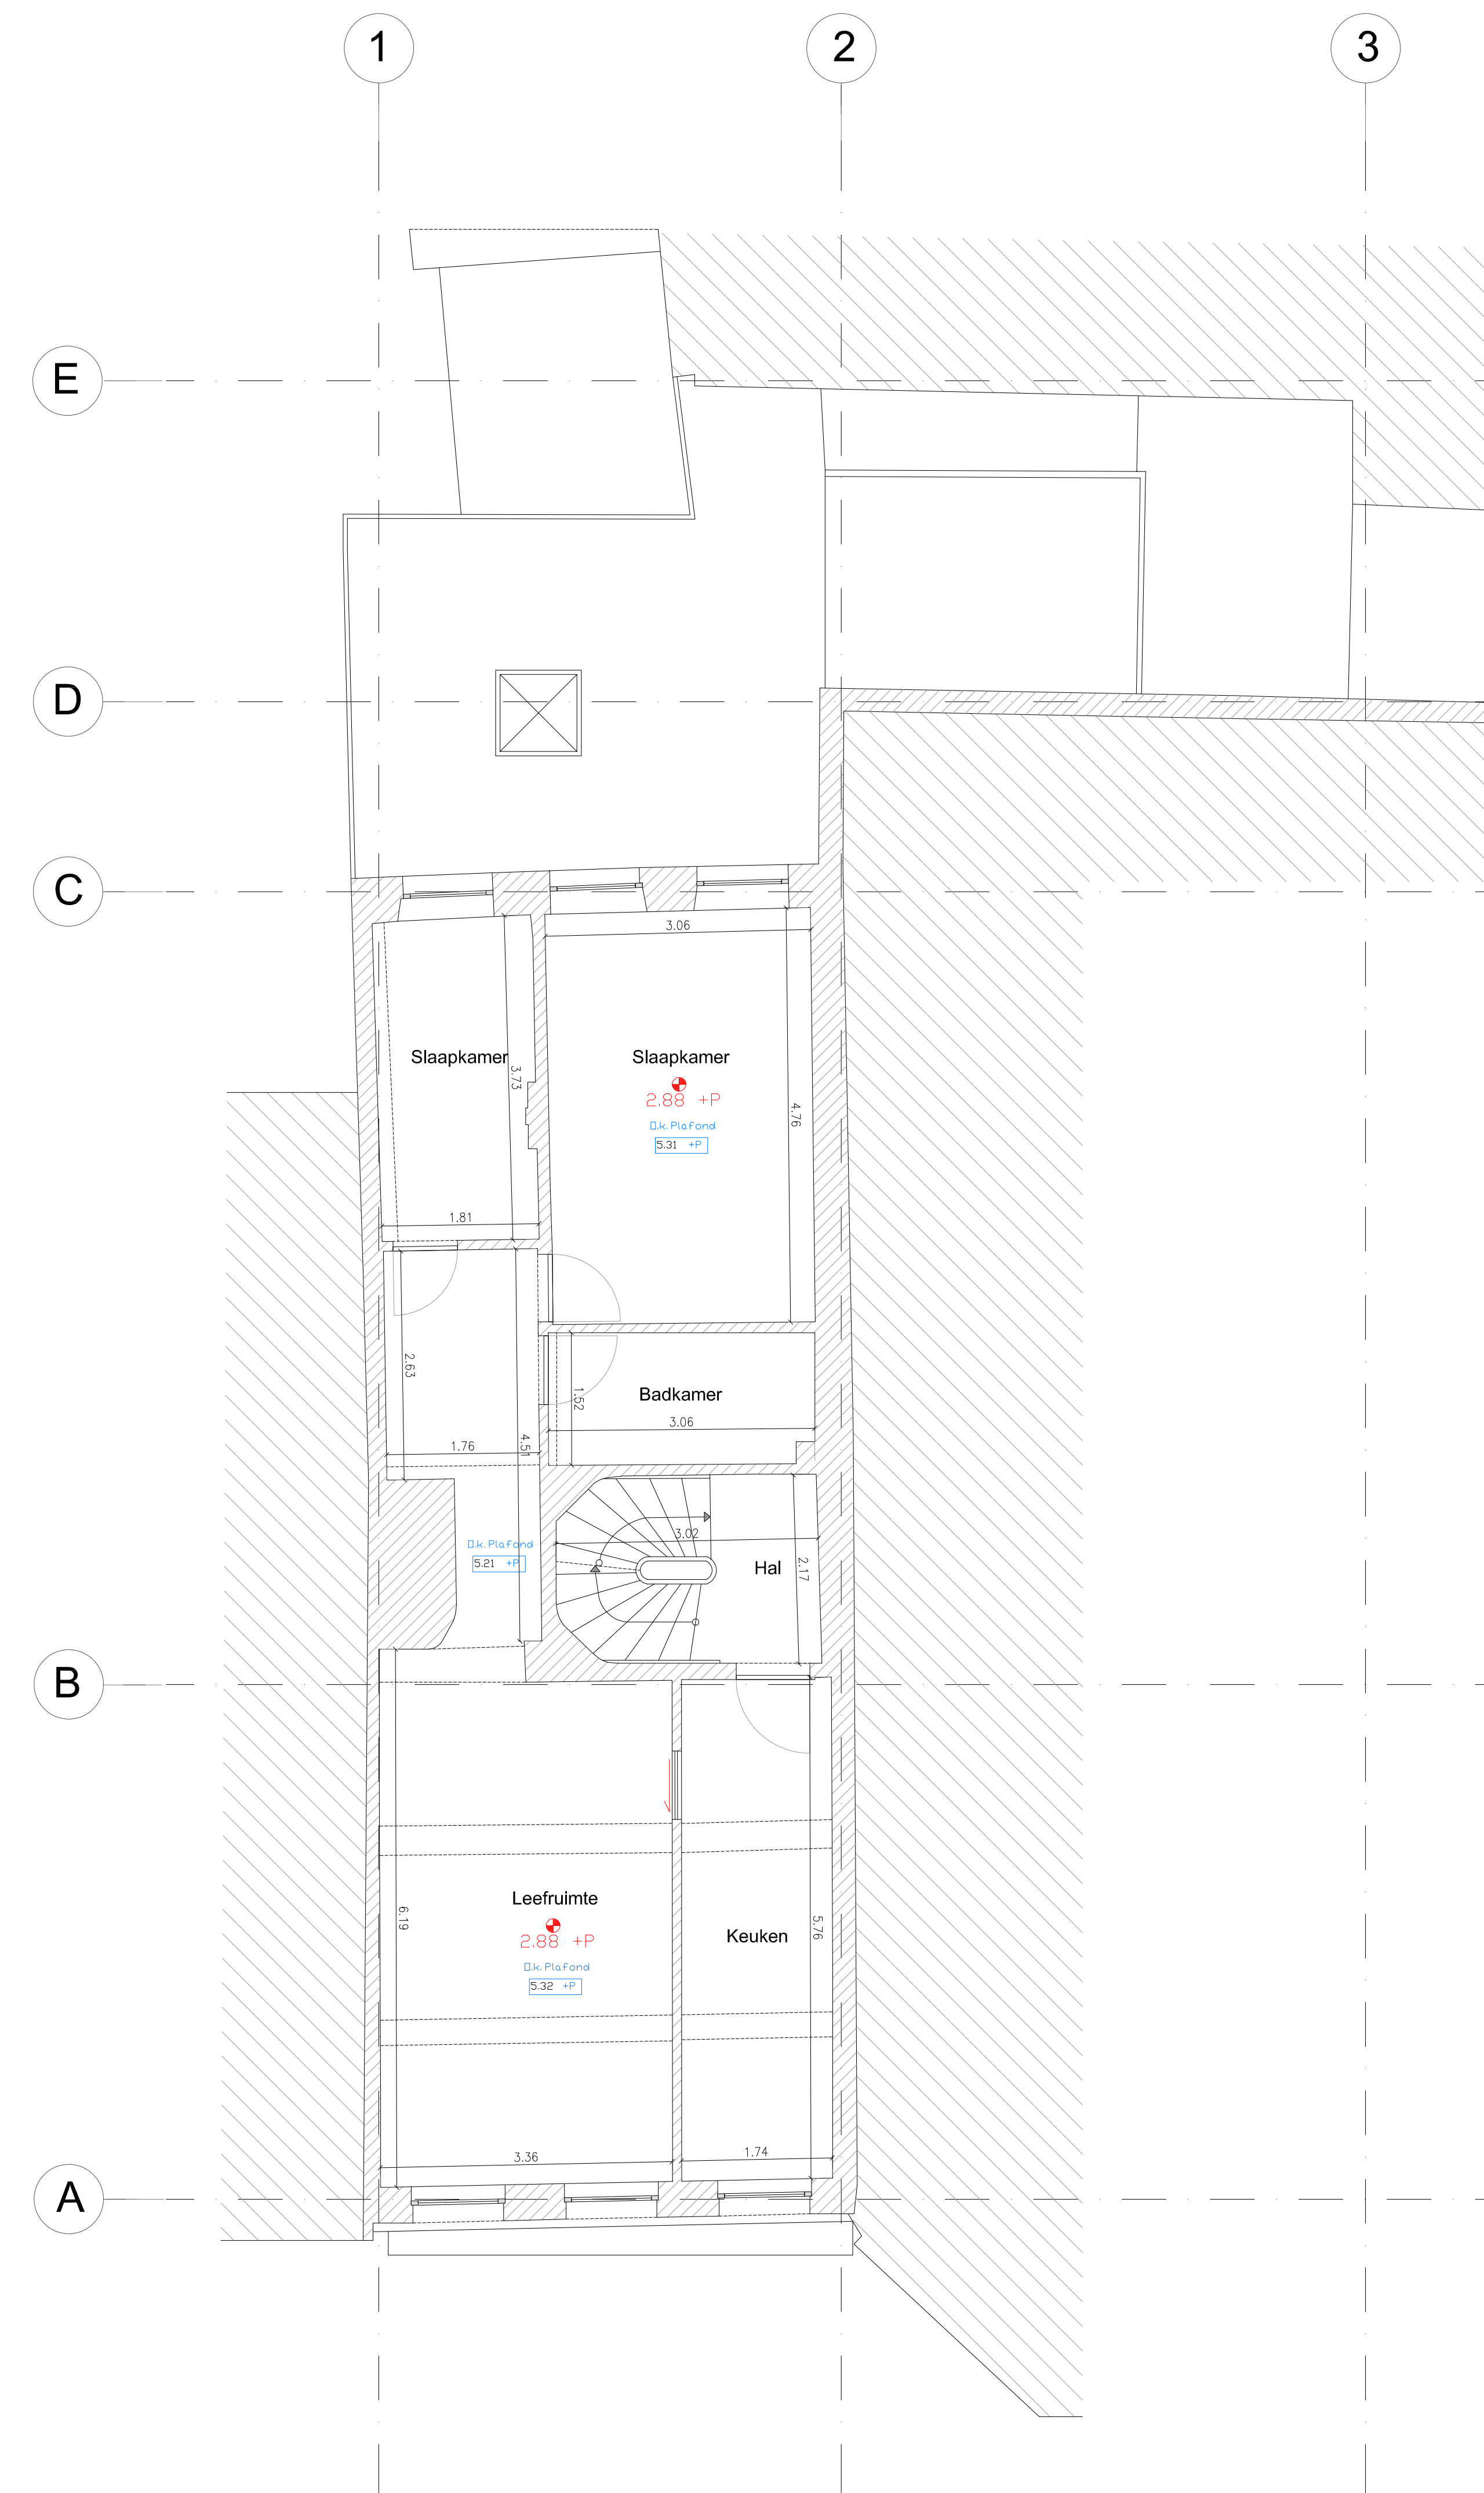 1
2
3
E
D
C
3.06
Slaapkamer
Slaapkamer
3.73
2.88 +P
4.76
▯.k. Plafond
5.31 +P
1.81
2.63
1.52
Badkamer
3.06
1.76
4.51
3.02
▯.k. Plafond
5.21 +P
Hal
2.17
B
Leefruimte
6.19
2.88 +P
5.76
Keuken
▯.k. Plafond
5.32 +P
1.74
3.36
A